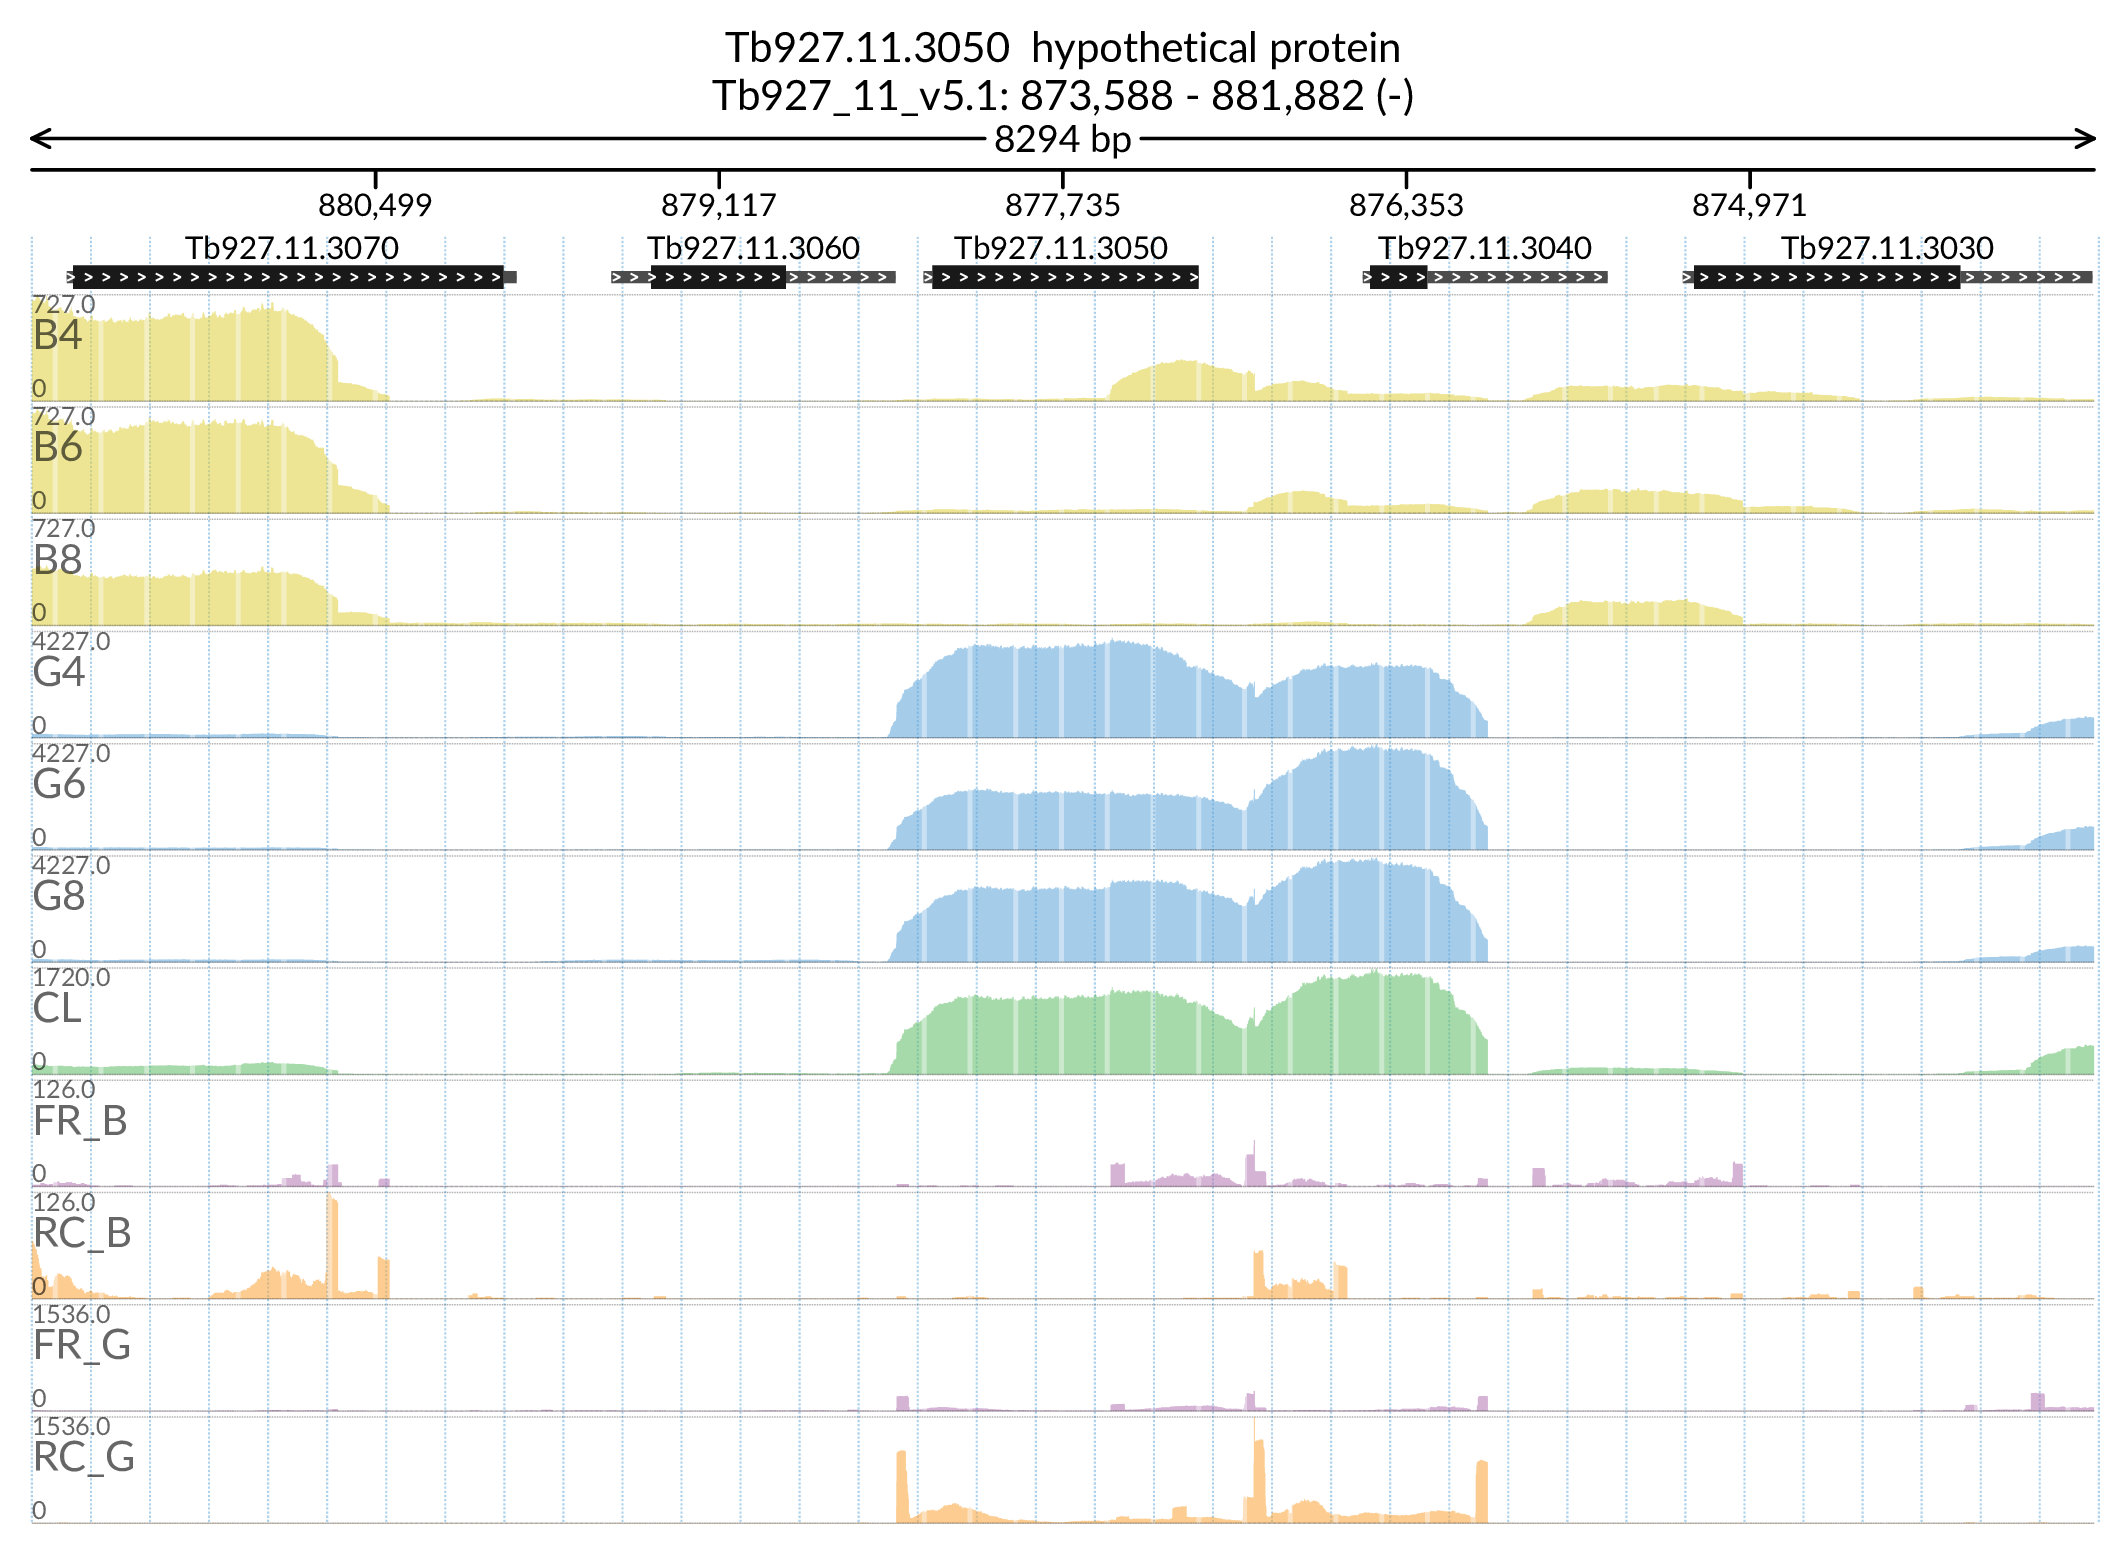 Tb927.11.3050  hypothetical protein
Tb927_11_v5.1: 873,588 - 881,882 (-)
8294 bp
880,499 879,117 877,735 876,353 874,971
Tb927.11.3070 Tb927.11.3060 Tb927.11.3050 Tb927.11.3040 Tb927.11.3030
727.0
B4
0
727.0
B6
0
727.0
B8
0
4227.0
G4
0
4227.0
G6
0
4227.0
G8
0
1720.0
CL
0
126.0
FR_B
0
126.0
RC_B
0
1536.0
FR_G
0
1536.0
RC_G
0